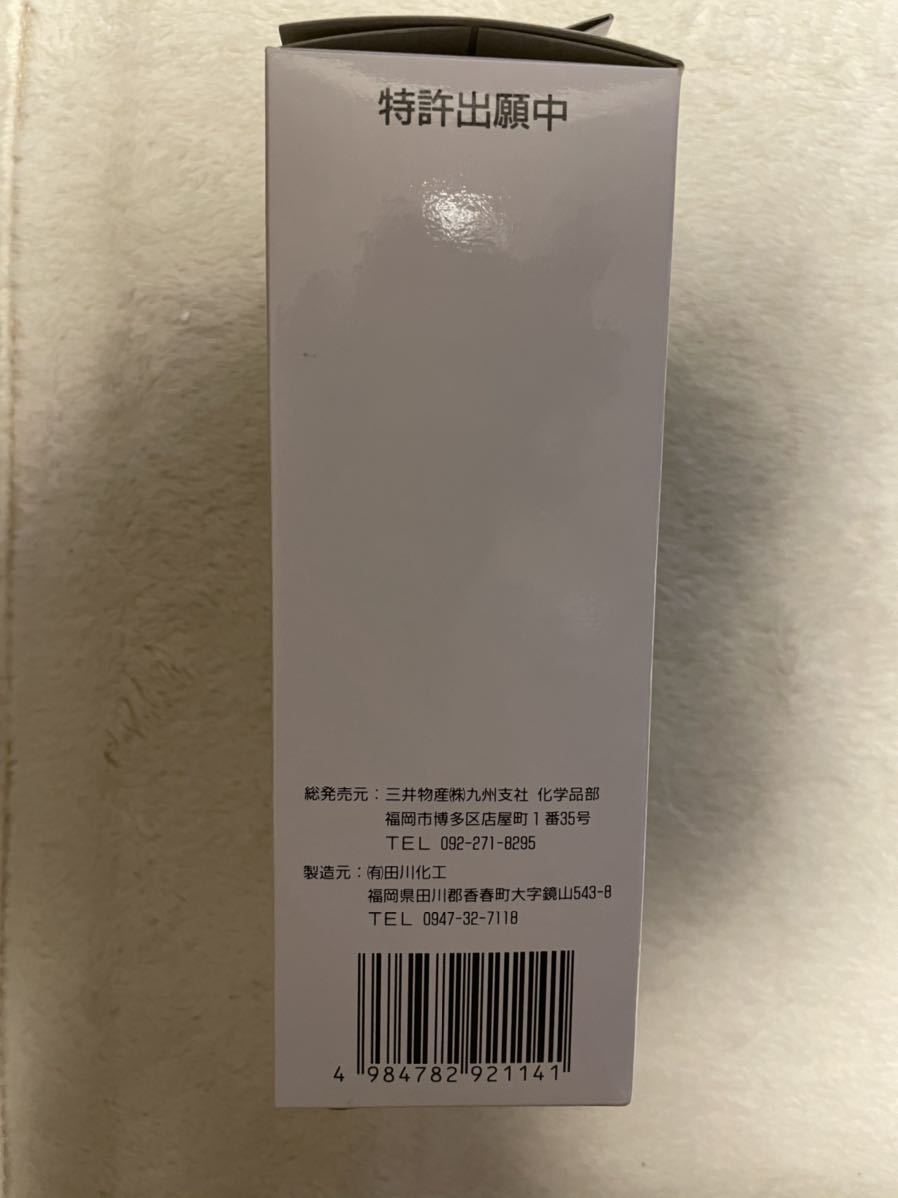 特許出願中
総発売元：三井物産㈱九州支社 化学品部
福岡市博多区店屋町1番35号
TEL 092-271-8295
製造元：㈲田川化工
福岡県田川郡香春町大字鏡山543-8
TEL 0947-32-7118
4 984782 921141